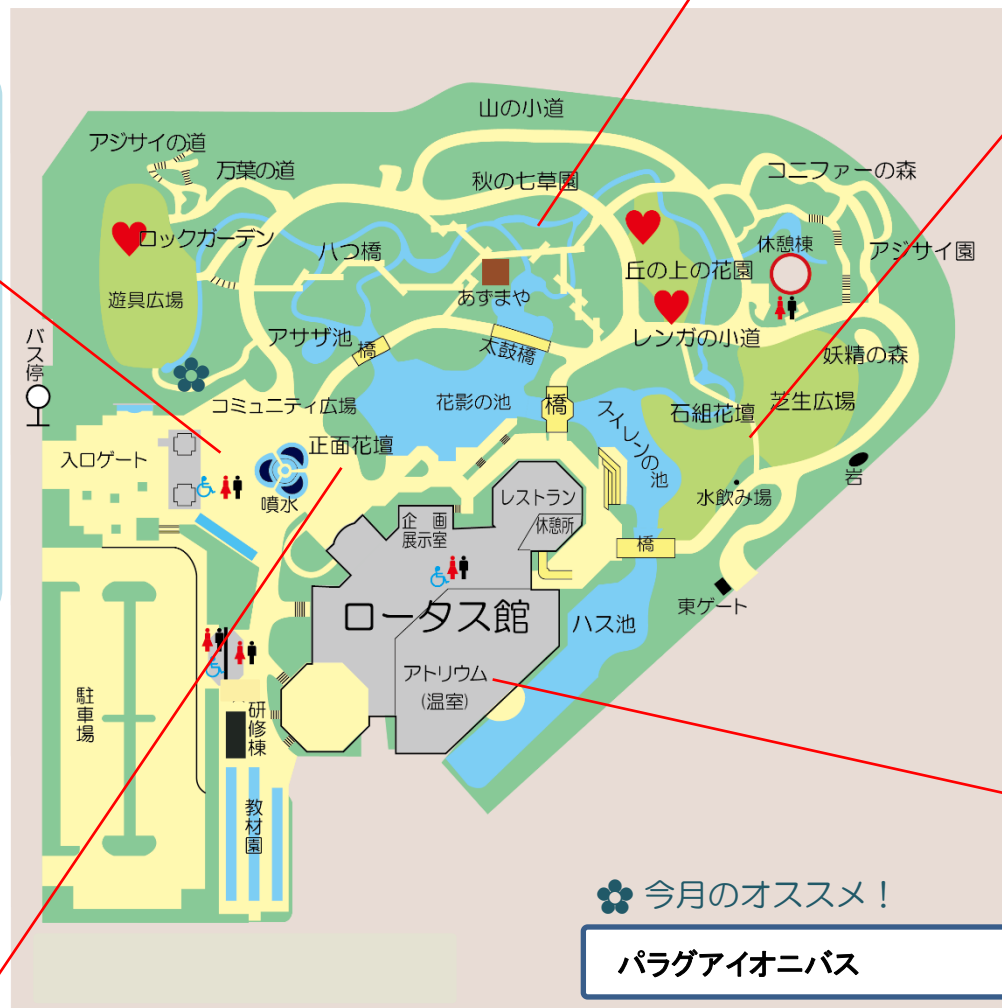 山の小道
アジサイの道
万葉の道
秋の七草園
コニファーの森
ロックガーデン
八つ橋
休憩棟
アジサイ園
丘の上の花園
遊具広場
あずまや
バス停
アサザ池
橋
太鼓橋
レンガの小道
妖精の森
コミュニティ広場
花影の池
橋
スイレンの池
石組花壇
芝生広場
入口ゲート
正面花壇
噴水
レストラン
休憩所
水飲み場
岩
企画
展示室
橋
ロータス館
ハス池
東ゲート
アトリウム
(温室)
駐車場
研修棟
教材園
今月のオススメ！
パラグアイオニバス